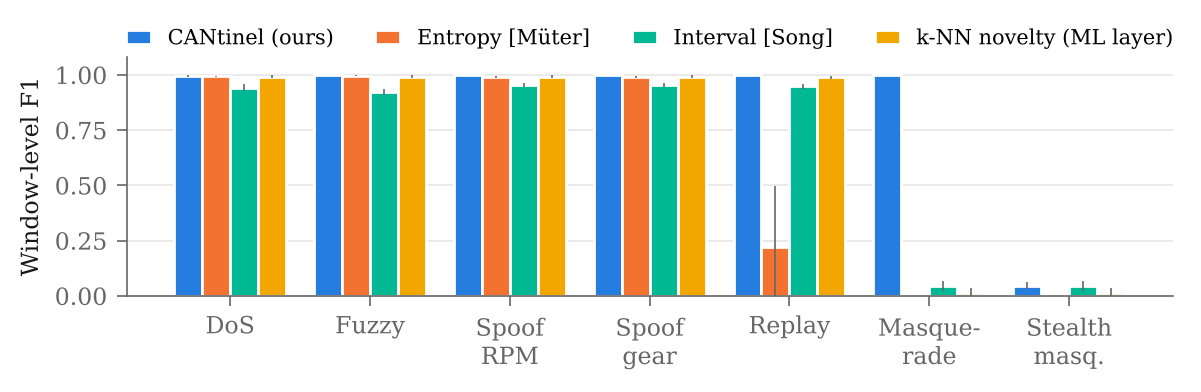 CANtinel (ours) Entropy [Müter] Interval [Song] k-NN novelty (ML layer)
Window-level F1
1.00
0.75
0.50
0.25
0.00
DoS Fuzzy Spoof RPM Spoof gear Replay Masque-rade Stealth masq.